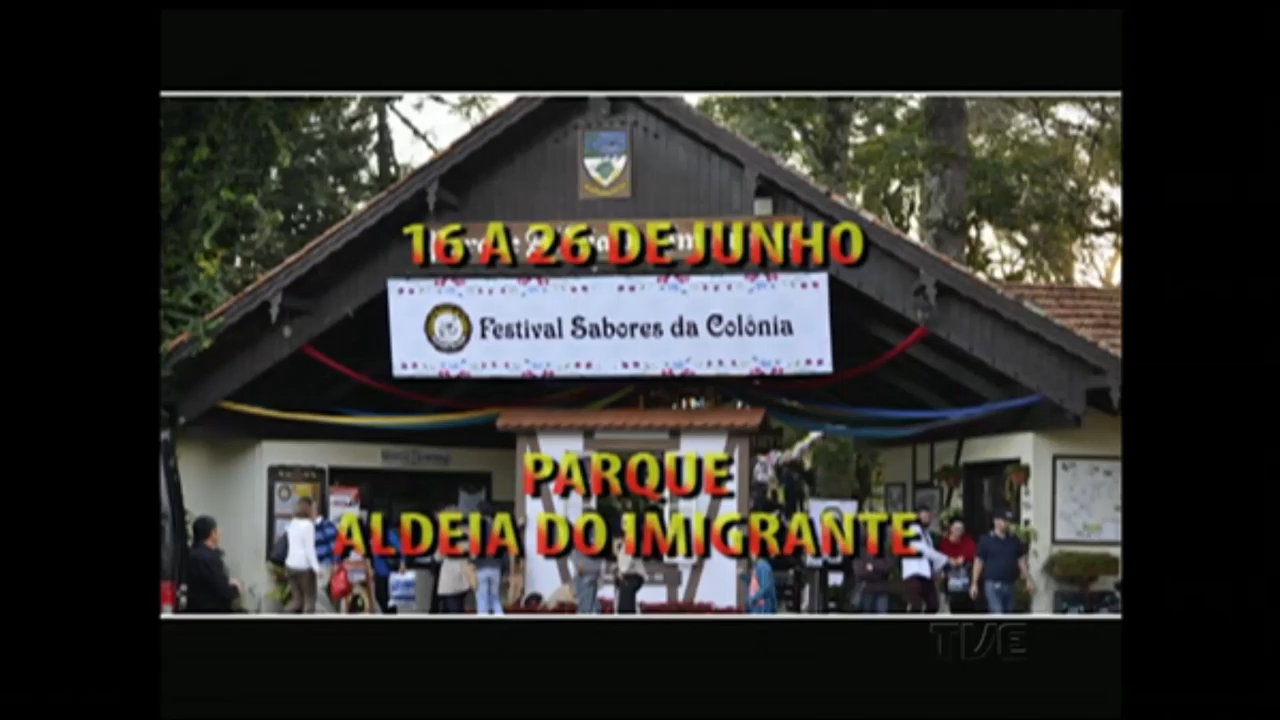 16 A 26 DE JUNHO
Festival Sabores da Colônia
PARQUE
ALDEIA DO IMIGRANTE
TVE